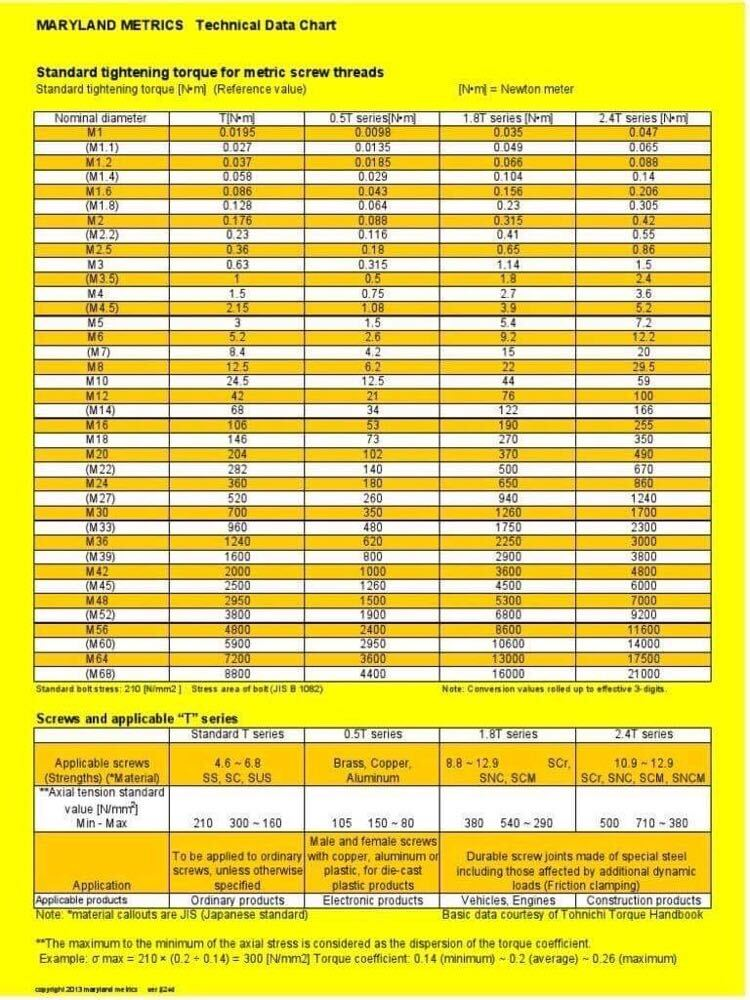 MARYLAND METRICS Technical Data Chart
Standard tightening torque for metric screw threads
Standard tightening torque [N•m] (Reference value) [N•m] = Newton meter
Nominal diameter T[N•m] 0.5T series[N•m] 1.8T series [N•m] 2.4T series [N•m]
M1 0.0195 0.0098 0.035 0.047
(M1.1) 0.027 0.0135 0.049 0.065
M1.2 0.037 0.0185 0.066 0.088
(M1.4) 0.058 0.029 0.104 0.14
M1.6 0.086 0.043 0.156 0.206
(M1.8) 0.128 0.064 0.23 0.305
M2 0.176 0.088 0.315 0.42
(M2.2) 0.23 0.116 0.41 0.55
M2.5 0.36 0.18 0.65 0.86
M3 0.63 0.315 1.14 1.5
(M3.5) 1 0.5 1.8 2.4
M4 1.5 0.75 2.7 3.6
(M4.5) 2.15 1.08 3.9 5.2
M5 3 1.5 5.4 7.2
M6 5.2 2.6 9.2 12.2
(M7) 8.4 4.2 15 20
M8 12.5 6.2 22 29.5
M10 24.5 12.5 44 59
M12 42 21 76 100
(M14) 68 34 122 166
M16 106 53 190 255
M18 146 73 270 350
M20 204 102 370 490
(M22) 282 140 500 670
M24 360 180 650 860
(M27) 520 260 940 1240
M30 700 350 1260 1700
(M33) 960 480 1750 2300
M36 1240 620 2250 3000
(M39) 1600 800 2900 3800
M42 2000 1000 3600 4800
(M45) 2500 1260 4500 6000
M48 2950 1500 5300 7000
(M52) 3800 1900 6800 9200
M56 4800 2400 8600 11600
(M60) 5900 2950 10600 14000
M64 7200 3600 13000 17500
(M68) 8800 4400 16000 21000
Standard bolt stress: 210 [N/mm2] Stress area of bolt (JIS B 1082) Note: Conversion values rolled up to effective 3-digits.
Screws and applicable “T” series
Standard T series 0.5T series 1.8T series 2.4T series
Applicable screws 4.6 ~ 6.8 Brass, Copper, 8.8 ~ 12.9 SCr, 10.9 ~ 12.9
(Strengths) (*Material) SS, SC, SUS Aluminum SNC, SCM SCr, SNC, SCM, SNCM
**Axial tension standard
value [N/mm²]
Min - Max 210 300 ~ 160 105 150 ~ 80 380 540 ~ 290 500 710 ~ 380
Male and female screws
To be applied to ordinary with copper, aluminum or Durable screw joints made of special steel
screws, unless otherwise plastic, for die-cast including those affected by additional dynamic
Application specified plastic products loads (Friction clamping)
Applicable products Ordinary products Electronic products Vehicles, Engines Construction products
Note: *material callouts are JIS (Japanese standard) Basic data courtesy of Tohnichi Torque Handbook
**The maximum to the minimum of the axial stress is considered as the dispersion of the torque coefficient.
Example: σ max = 210 × (0.2 ÷ 0.14) = 300 [N/mm2] Torque coefficient: 0.14 (minimum) ~ 0.2 (average) ~ 0.26 (maximum)
copyright 2013 maryland metrics